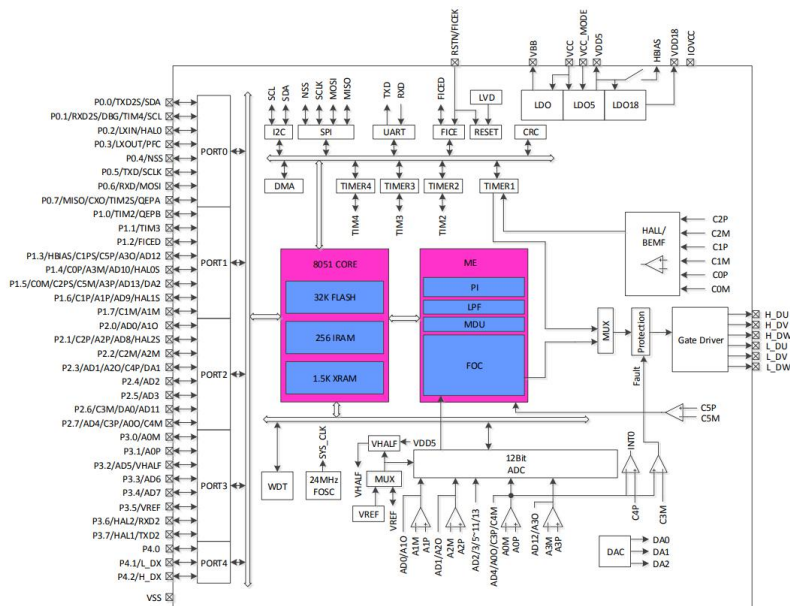 RSTN/FICEK
VBB
VCC
VCC_MODE
VDD5
HBIAS
VDD18
IOVCC
P0.0/TXD2S/SDA
P0.1/RXD2S/DBG/TIM4/SCL
P0.2/LXIN/HAL0
P0.3/LXOUT/PFC
P0.4/NSS
P0.5/TXD/SCLK
P0.6/RXD/MOSI
P0.7/MISO/CXO/TIM2S/QEPA
P1.0/TIM2/QEPB
P1.1/TIM3
P1.2/FICED
P1.3/HBIAS/C1PS/C5P/A3O/AD12
P1.4/C0P/A3M/AD10/HAL0S
P1.5/C0M/C2PS/C5M/A3P/AD13/DA2
P1.6/C1P/A1P/AD9/HAL1S
P1.7/C1M/A1M
P2.0/AD0/A1O
P2.1/C2P/A2P/AD8/HAL2S
P2.2/C2M/A2M
P2.3/AD1/A2O/C4P/DA1
P2.4/AD2
P2.5/AD3
P2.6/C3M/DA0/AD11
P2.7/AD4/C3P/A0O/C4M
P3.0/A0M
P3.1/A0P
P3.2/AD5/VHALF
P3.3/AD6
P3.4/AD7
P3.5/VREF
P3.6/HAL2/RXD2
P3.7/HAL1/TXD2
P4.0
P4.1/L_DX
P4.2/H_DX
VSS
PORT0
PORT1
PORT2
PORT3
PORT4
SCL
SDA
NSS
SCLK
MOSI
MISO
TXD
RXD
FICED
LVD
LDO
LDO5
LDO18
I2C
SPI
UART
FICE
RESET
CRC
DMA
TIMER4
TIMER3
TIMER2
TIMER1
TIM4
TIM3
TIM2
HALL/
BEMF
C2P
C2M
C1P
C1M
C0P
C0M
8051 CORE
32K FLASH
256 IRAM
1.5K XRAM
ME
PI
LPF
MDU
FOC
MUX
Fault
Protection
Gate Driver
H_DU
H_DV
H_DW
L_DU
L_DV
L_DW
C5P
C5M
WDT
SYS_CLK
24MHz
FOSC
VHALF
VDD5
VHALF
MUX
VREF
VREF
12Bit
ADC
INT0
C4P
C3M
AD0/A1O
A1M
A1P
AD1/A2O
A2M
A2P
AD2/3/5~11/13
AD4/A0O/C3P/C4M
A0M
A0P
AD12/A3O
A3M
A3P
DAC
DA0
DA1
DA2